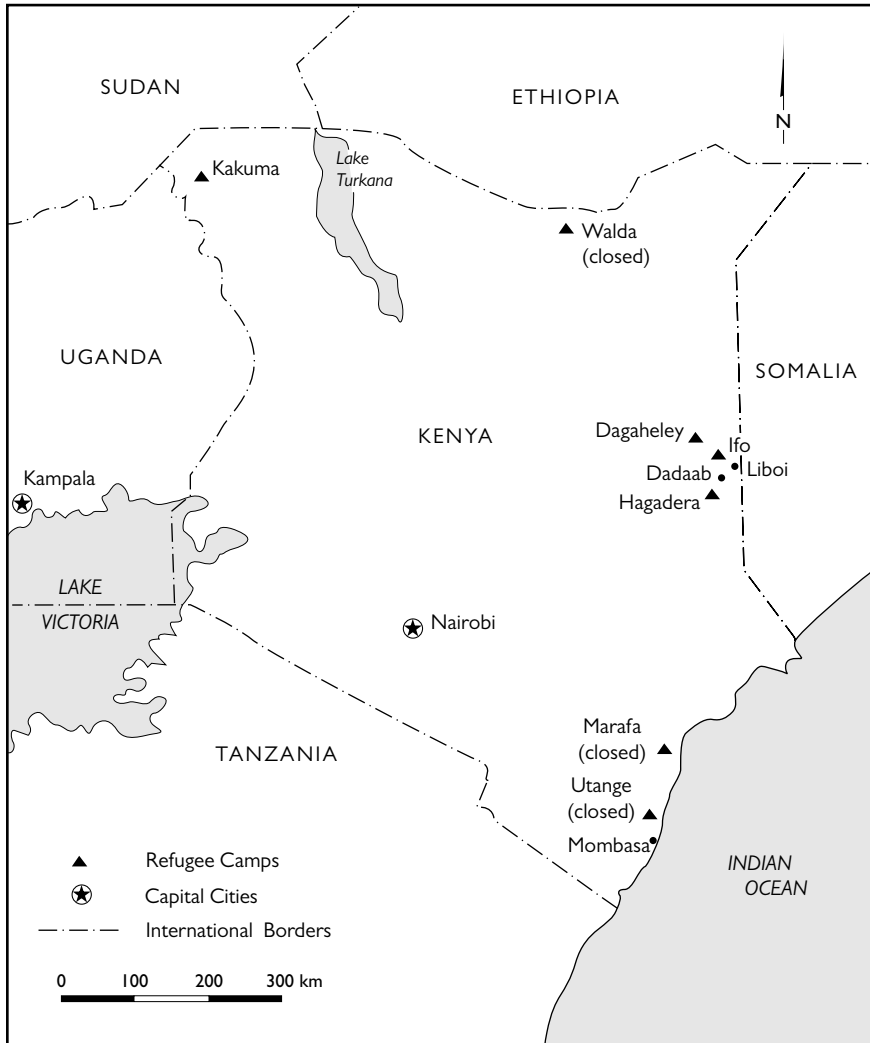 SUDAN
ETHIOPIA
N
Kakuma
Lake
Turkana
Walda
(closed)
UGANDA
SOMALIA
KENYA
Dagaheley
Ifo
Liboi
Dadaab
Hagadera
Kampala
LAKE
VICTORIA
Nairobi
Marafa
(closed)
TANZANIA
Utange
(closed)
Mombasa
INDIAN
OCEAN
Refugee Camps
Capital Cities
International Borders
0 100 200 300 km